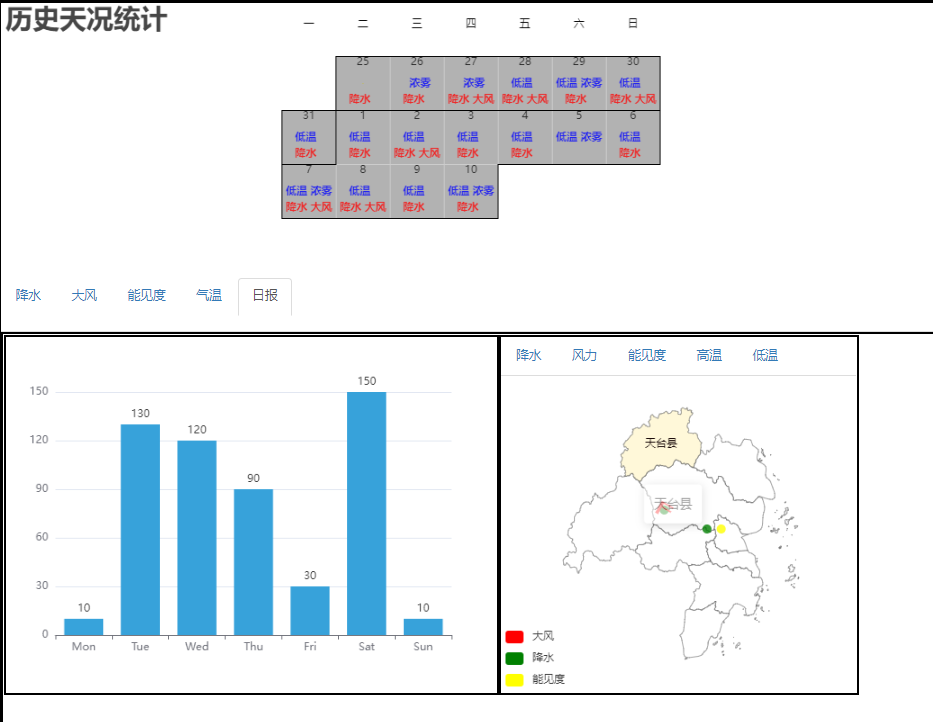 历史天况统计
一 二 三 四 五 六 日
25 26 27 28 29 30
浓雾 浓雾 低温 低温 浓雾 低温
降水 降水 降水 大风 降水 大风 降水 降水 大风
31 1 2 3 4 5 6
低温 低温 低温 低温 低温 低温 浓雾 低温
降水 降水 降水 大风 降水 降水 降水
7 8 9 10
低温 浓雾 低温 低温 低温 浓雾
降水 大风 降水 大风 降水 降水
降水 大风 能见度 气温 日报
150
120
90
60
30
0
10 130 120 90 30 150 10
Mon Tue Wed Thu Fri Sat Sun
降水 风力 能见度 高温 低温
天台县
天台县
大风
降水
能见度